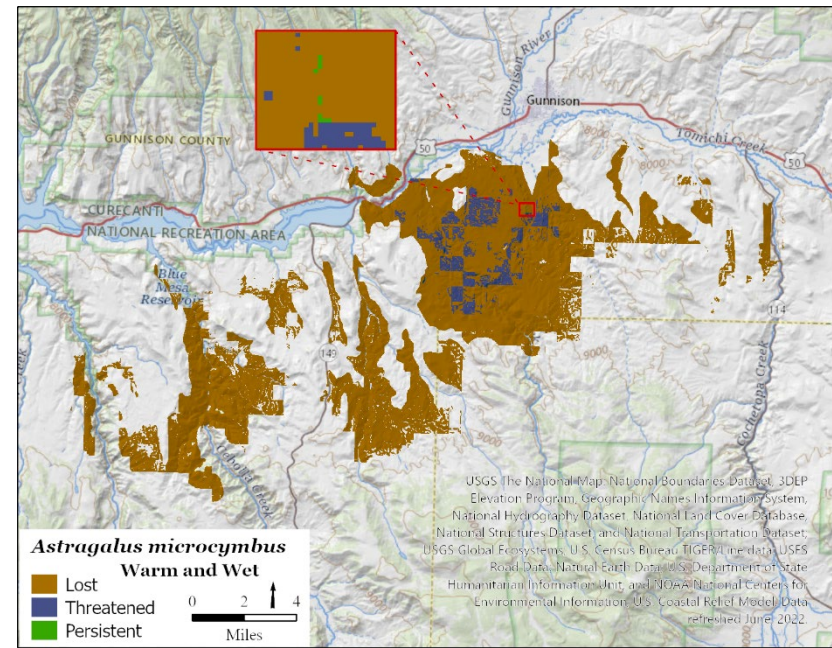 Gunnison River
Gunnison
GUNNISON COUNTY
50
Tomichi Creek
8000
50
CURECANTI
NATIONAL RECREATION AREA
Blue
Mesa
Reservoir
114
149
9000
9000
Cochetopa Creek
Creek
USGS The National Map: National Boundaries Dataset, 3DEP
Elevation Program, Geographic Names Information System,
National Hydrography Dataset, National Land Cover Database,
National Structures Dataset, and National Transportation Dataset;
USGS Global Ecosystems; U.S. Census Bureau TIGER/Line data; USFS
Road Data; Natural Earth Data; U.S. Department of State
Humanitarian Information Unit; and NOAA National Centers for
Environmental Information, U.S. Coastal Relief Model. Data
refreshed June, 2022.
Astragalus microcymbus
Warm and Wet
Lost
Threatened
Persistent
0 2 4
Miles